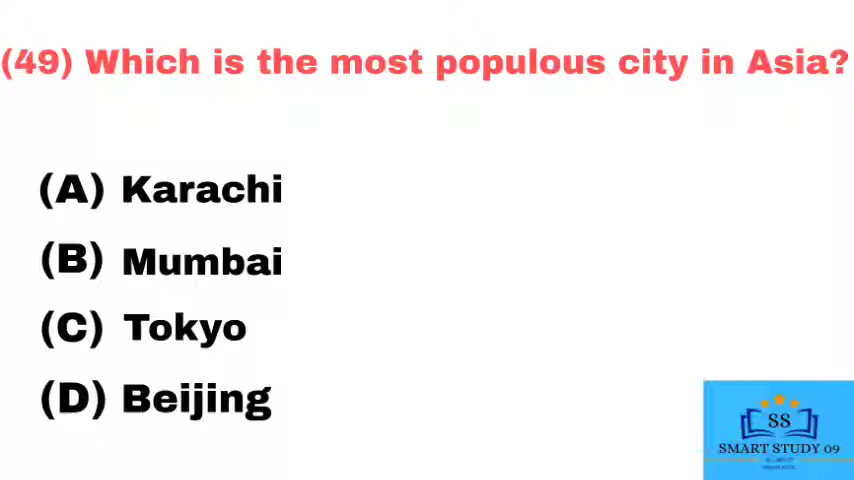 (49) Which is the most populous city in Asia?
(A) Karachi
(B) Mumbai
(C) Tokyo
(D) Beijing
SS
SMART STUDY 09